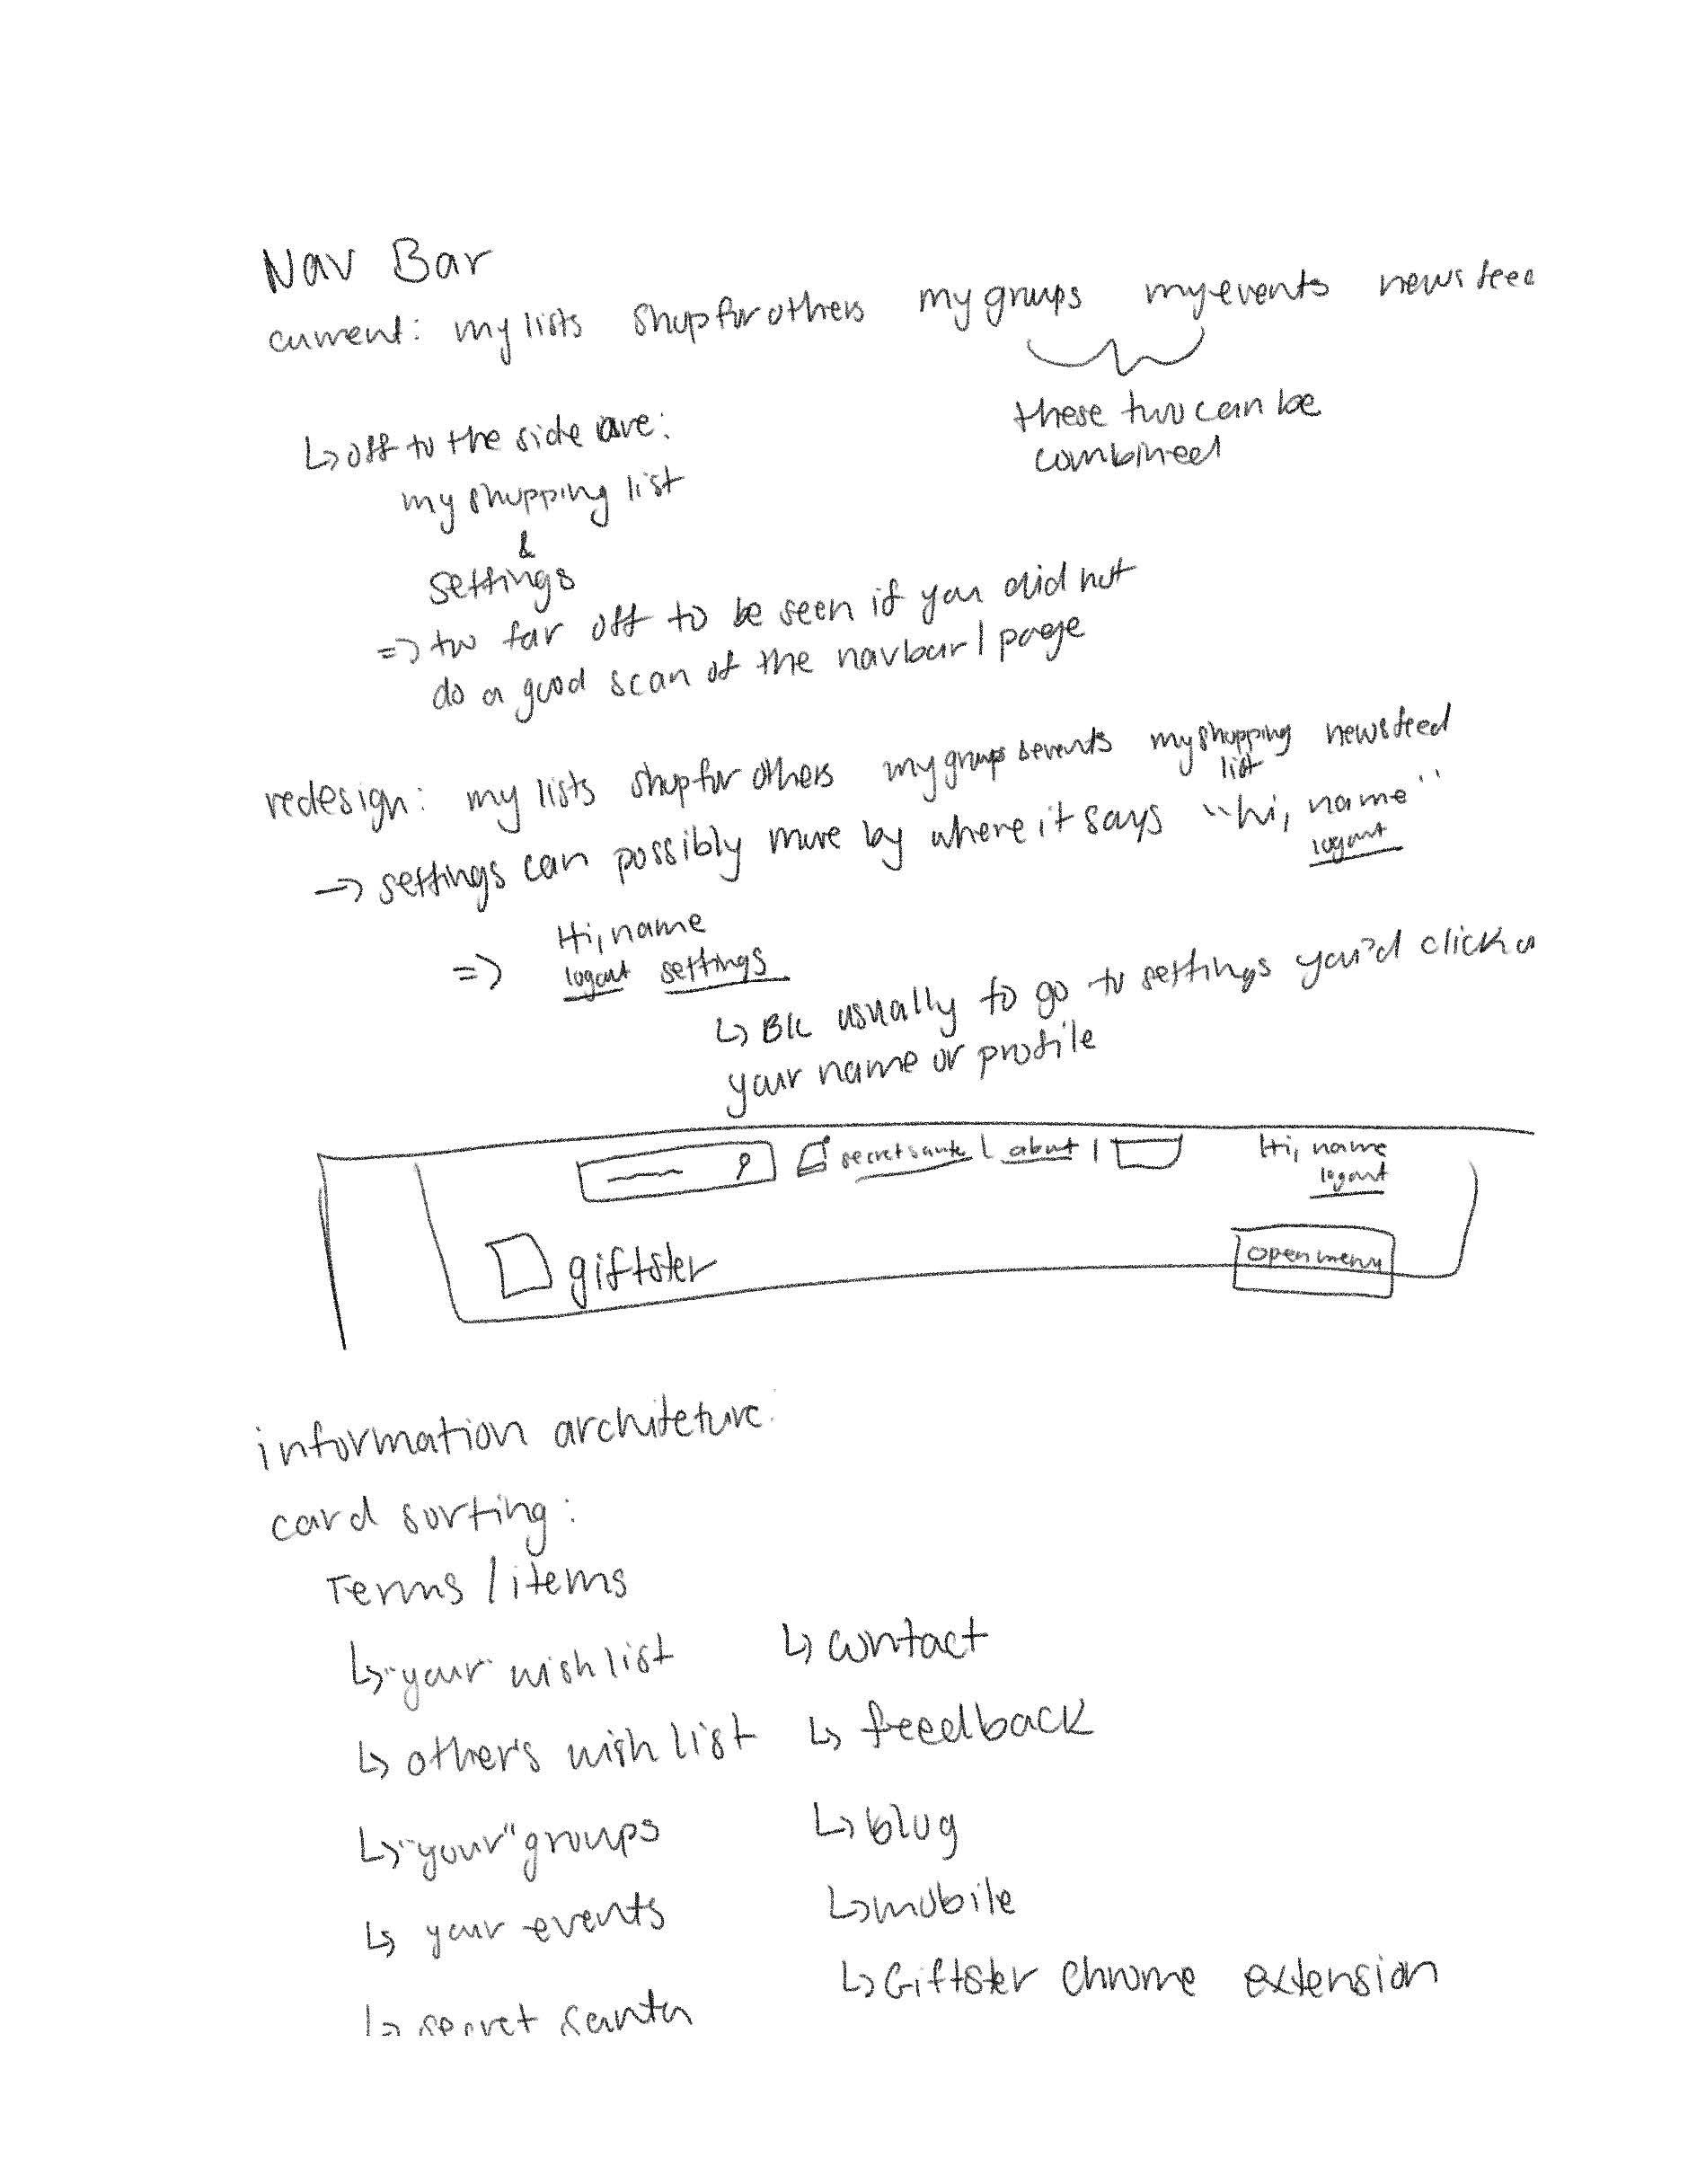 Nav Bar
current: my lists shop for others my groups my events newsfeed
these two can be
combined
↳ off to the side are:
my shopping list
&
settings
=> too far off to be seen if you did not
do a good scan of the navbar / page
redesign: my lists shop for others my groups & events my shopping list newsfeed
→ settings can possibly move by where it says "hi, name"
logout
=> Hi, name
logout settings
↳ Bc usually to go to settings you'd click
your name or profile
secret santa | about |
Hi, name
logout
giftster
open menu
information architeture:
card sorting:
Terms / items
↳ "your" wish list
↳ other's wish list
↳ "your" groups
↳ your events
↳ secret santa
↳ contact
↳ feedback
↳ blog
↳ mobile
↳ Giftster Chrome extension